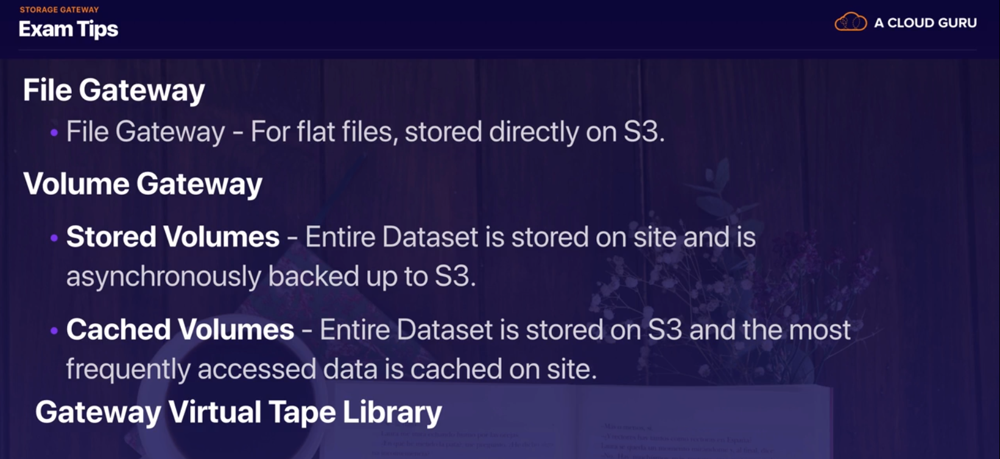 STORAGE GATEWAY
Exam Tips
A CLOUD GURU
File Gateway
• File Gateway - For flat files, stored directly on S3.
Volume Gateway
• Stored Volumes - Entire Dataset is stored on site and is
asynchronously backed up to S3.
• Cached Volumes - Entire Dataset is stored on S3 and the most
frequently accessed data is cached on site.
Gateway Virtual Tape Library